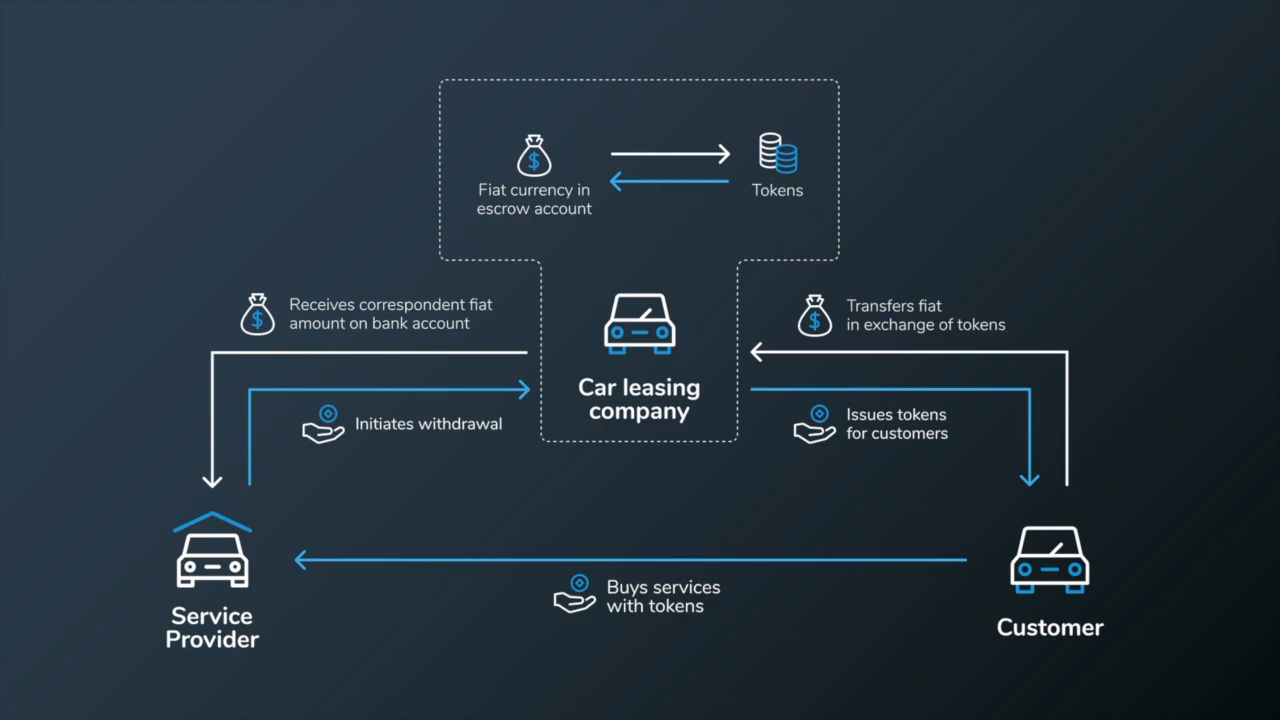 Fiat currency in
escrow account
Tokens
Receives correspondent fiat
amount on bank account
Transfers fiat
in exchange of tokens
Car leasing
company
Initiates withdrawal
Issues tokens
for customers
Buys services
with tokens
Service
Provider
Customer